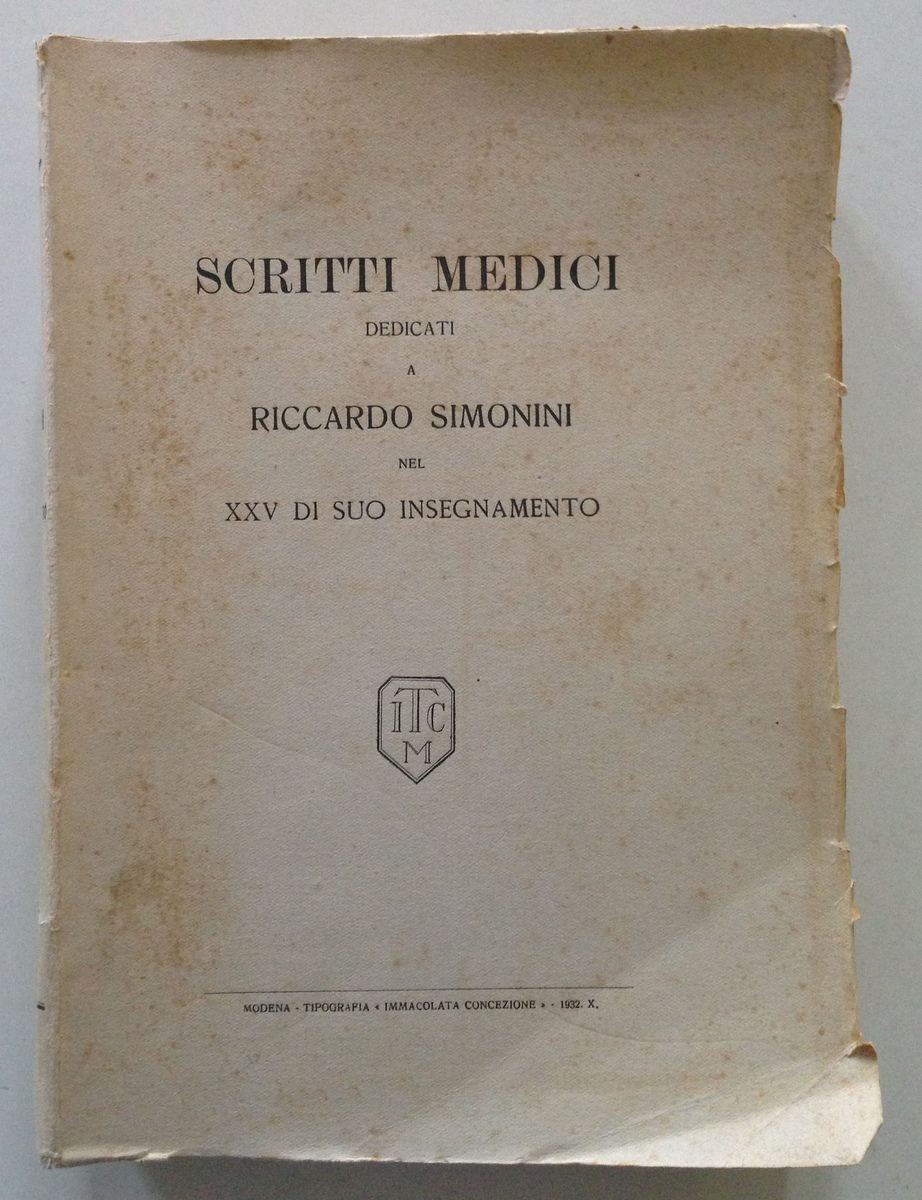 SCRITTI MEDICI
DEDICATI
A
RICCARDO SIMONINI
NEL
XXV DI SUO INSEGNAMENTO
ITC
M
MODENA - TIPOGRAFIA « IMMACOLATA CONCEZIONE » - 1932. X.